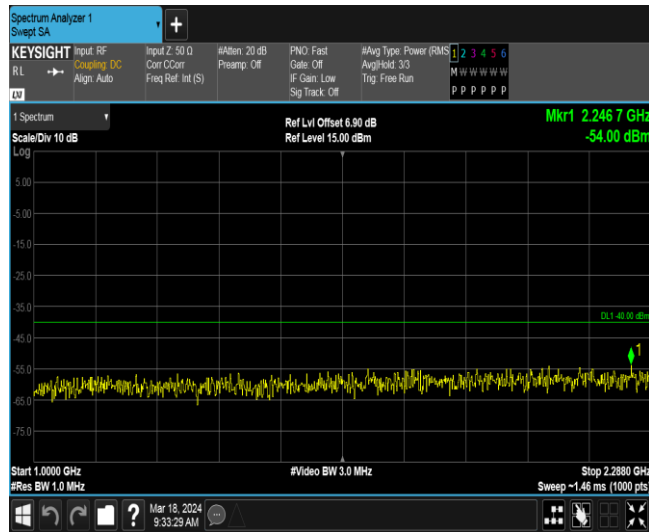 Spectrum Analyzer 1
Swept SA
+
KEYSIGHT Input: RF Input Z: 50 Ω #Atten: 20 dB PNO: Fast #Avg Type: Power (RMS 1 2 3 4 5 6
RL Coupling: DC Corr CCorr Preamp: Off Gate: Off Avg|Hold: 3/3 M W W W W W
Align: Auto Freq Ref: Int (S) IF Gain: Low Trig: Free Run
LXI Sig Track: Off P P P P P P
1 Spectrum Ref Lvl Offset 6.90 dB Mkr1 2.246 7 GHz
Scale/Div 10 dB Ref Level 15.00 dBm -54.00 dBm
Log
5.00
-5.00
-15.0
-25.0
-35.0
DL1 -40.00 dBm
-45.0
1
-55.0
-65.0
-75.0
Start 1.0000 GHz #Video BW 3.0 MHz Stop 2.2880 GHz
#Res BW 1.0 MHz Sweep ~1.46 ms (1000 pts)
? Mar 18, 2024
9:33:29 AM